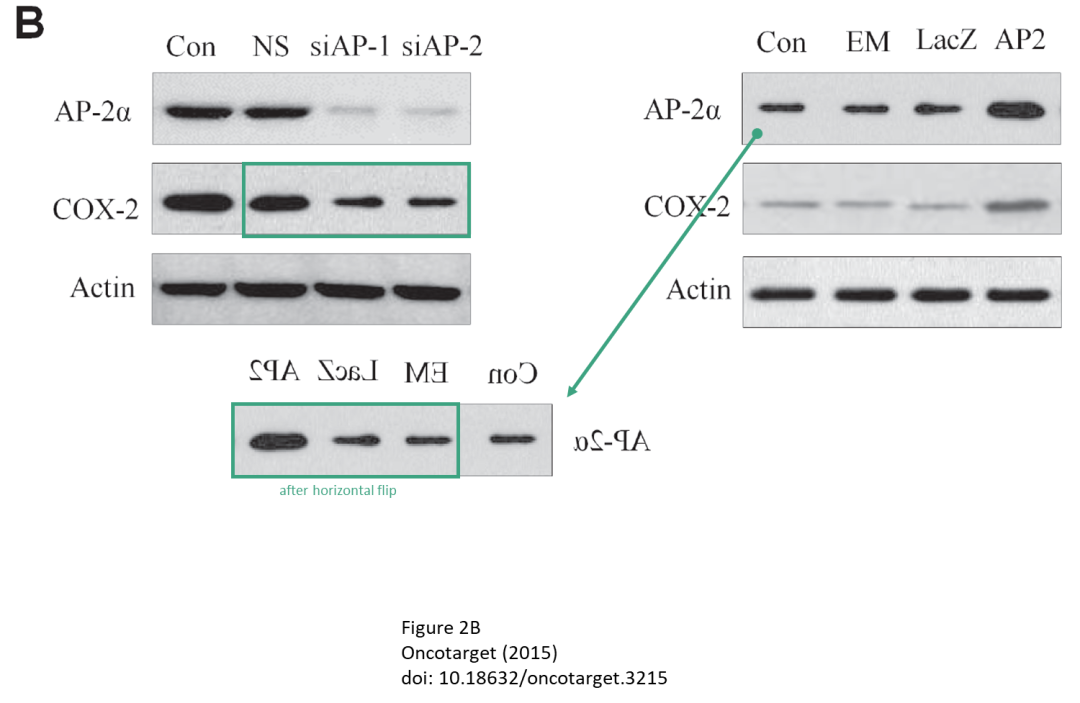 B
Con NS siAP-1 siAP-2
AP-2α
COX-2
Actin
Con EM LacZ AP2
AP-2α
COX-2
Actin
AP2 LacZ EM Con
AP-2α
after horizontal flip
Figure 2B
Oncotarget (2015)
doi: 10.18632/oncotarget.3215